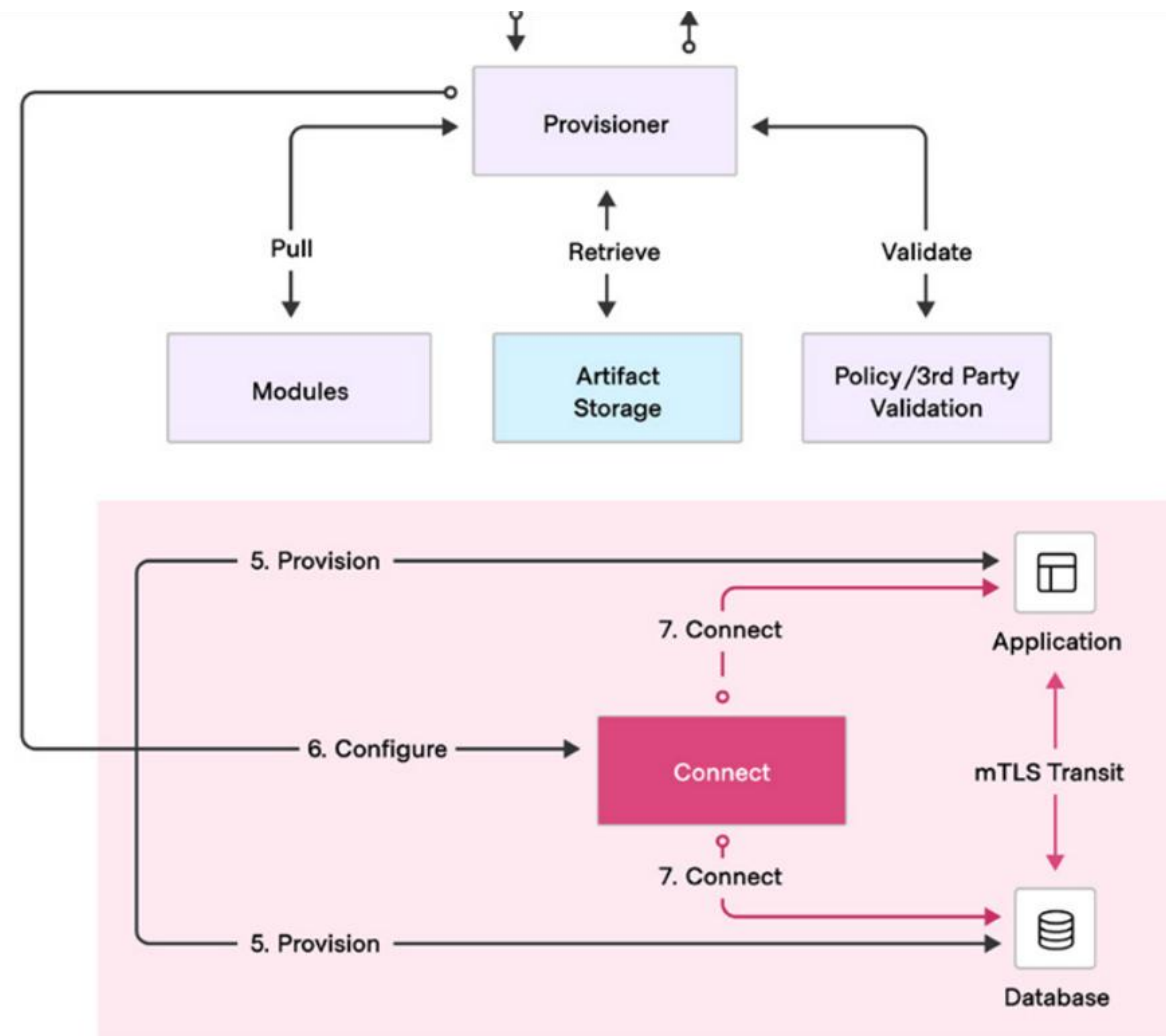 Provisioner
Pull
Retrieve
Validate
Modules
Artifact
Storage
Policy/3rd Party
Validation
5. Provision
7. Connect
Application
6. Configure
Connect
mTLS Transit
7. Connect
5. Provision
Database